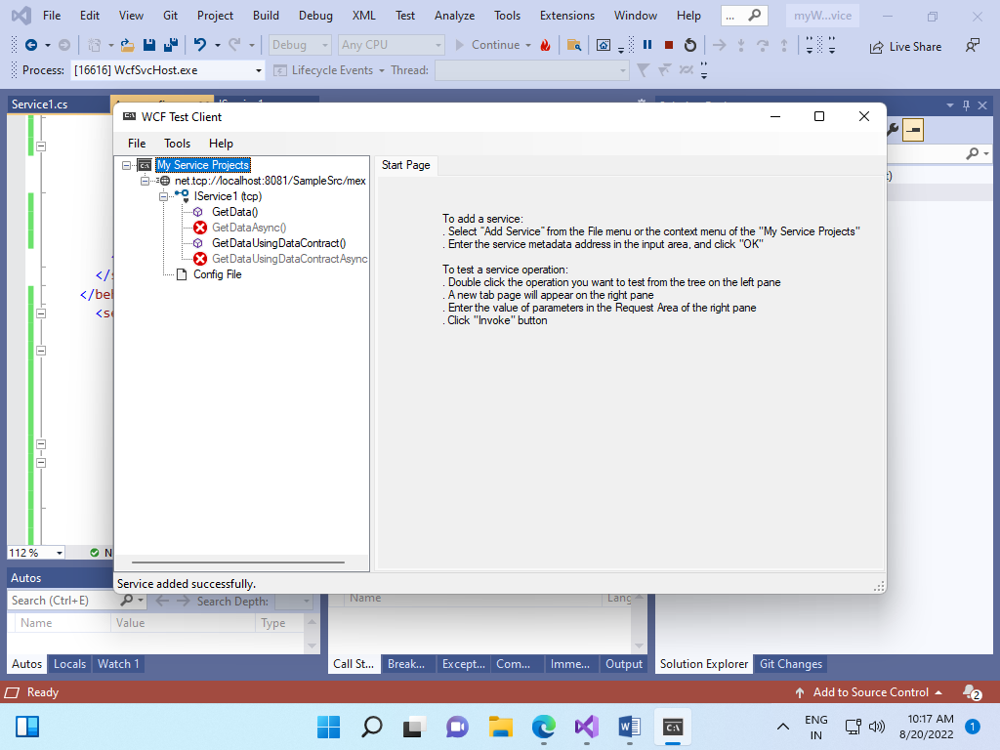 File Edit View Git Project Build Debug XML Test Analyze Tools Extensions Window Help ... myW...vice
Debug Any CPU Continue Live Share
Process: [16616] WcfSvcHost.exe Lifecycle Events Thread:
Service1.cs
WCF Test Client
File Tools Help
My Service Projects
net.tcp://localhost:8081/SampleSrc/mex
IService1 (tcp)
GetData()
GetDataAsync()
GetDataUsingDataContract()
GetDataUsingDataContractAsync
Config File
Start Page
To add a service:
. Select "Add Service" from the File menu or the context menu of the "My Service Projects"
. Enter the service metadata address in the input area, and click "OK"
To test a service operation:
. Double click the operation you want to test from the tree on the left pane
. A new tab page will appear on the right pane
. Enter the value of parameters in the Request Area of the right pane
. Click "Invoke" button
Service added successfully.
</s
</beh
<se
112 % N
Autos
Search (Ctrl+E) Search Depth:
Name Value Type
Name Lang
Autos Locals Watch 1
Call St... Break... Except... Com... Imme... Output
Solution Explorer Git Changes
Ready Add to Source Control 2
ENG
IN
10:17 AM
8/20/2022
1